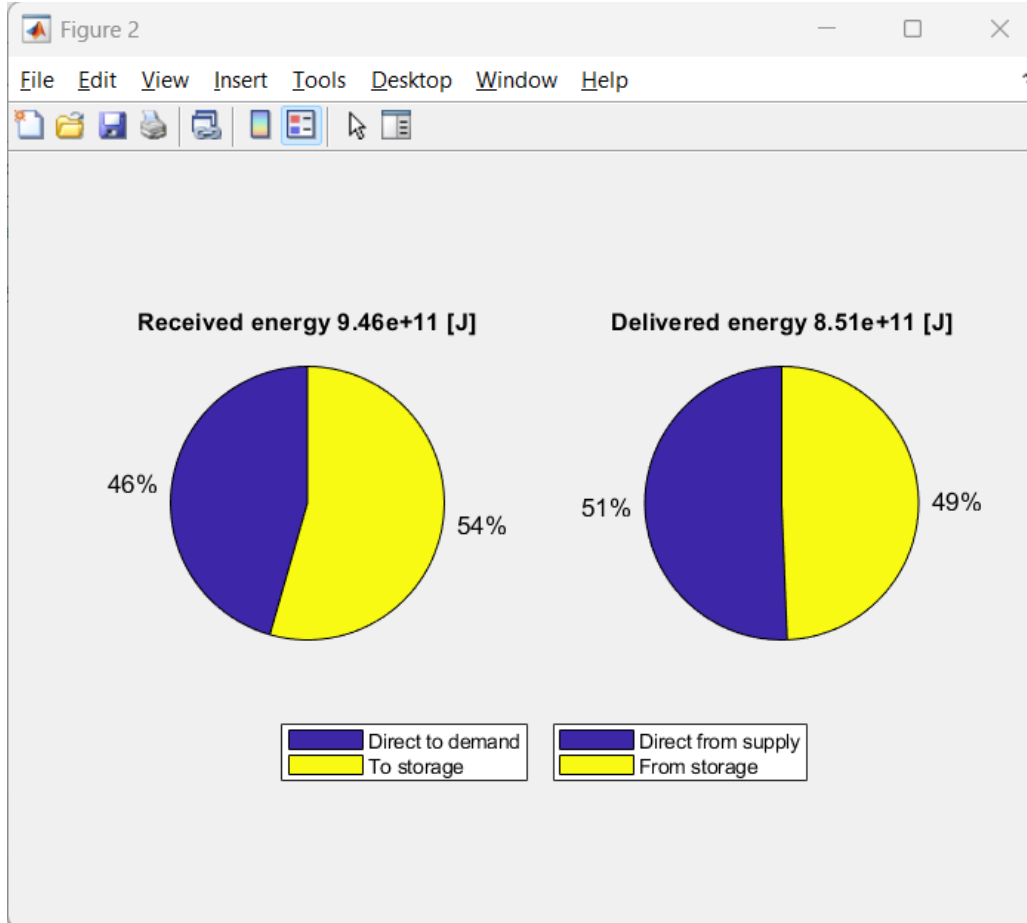 Figure 2
File Edit View Insert Tools Desktop Window Help
Received energy 9.46e+11 [J]
Delivered energy 8.51e+11 [J]
46%
54%
51%
49%
Direct to demand
To storage
Direct from supply
From storage